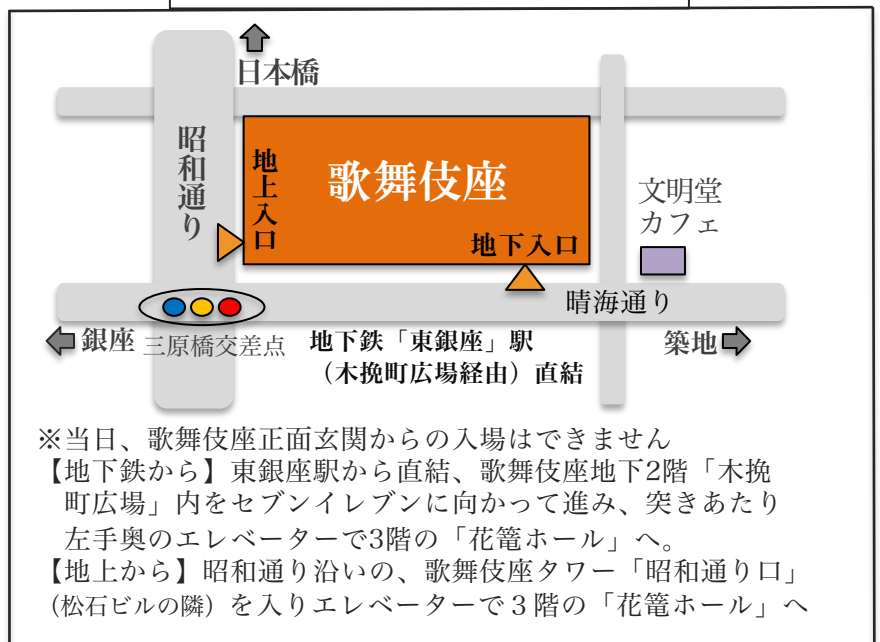 日本橋
昭和通り
地上入口
歌舞伎座
地下入口
文明堂
カフェ
晴海通り
銀座
三原橋交差点
地下鉄「東銀座」駅
（木挽町広場経由）直結
築地
※当日、歌舞伎座正面玄関からの入場はできません
【地下鉄から】東銀座駅から直結、歌舞伎座地下2階「木挽
町広場」内をセブンイレブンに向かって進み、突きあたり
左手奥のエレベーターで3階の「花篭ホール」へ。
【地上から】昭和通り沿いの、歌舞伎座タワー「昭和通り口」
（松石ビルの隣）を入りエレベーターで３階の「花篭ホール」へ